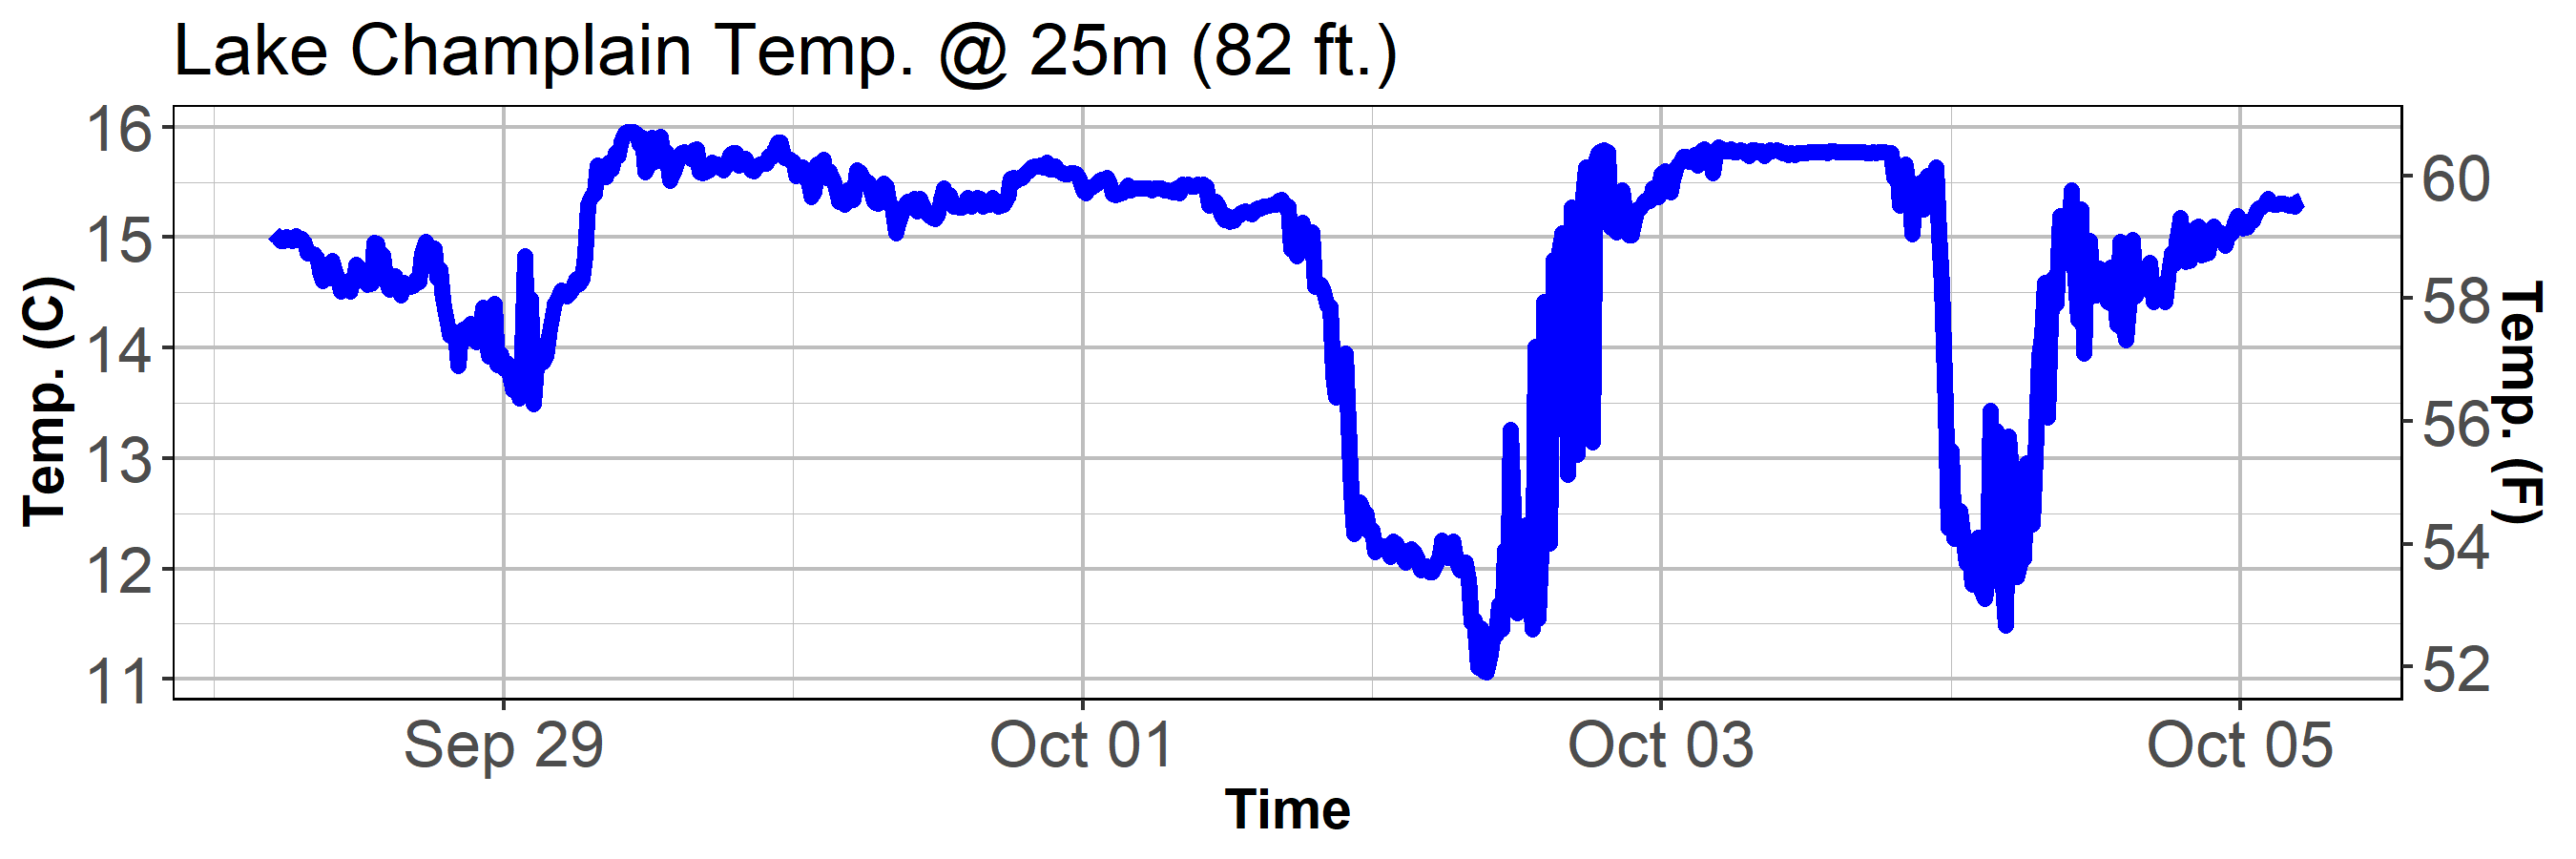 Lake Champlain Temp. @ 25m (82 ft.)
Temp. (C)
16
15
14
13
12
11
60
58
56
54
52
Temp. (F)
Sep 29
Oct 01
Oct 03
Oct 05
Time